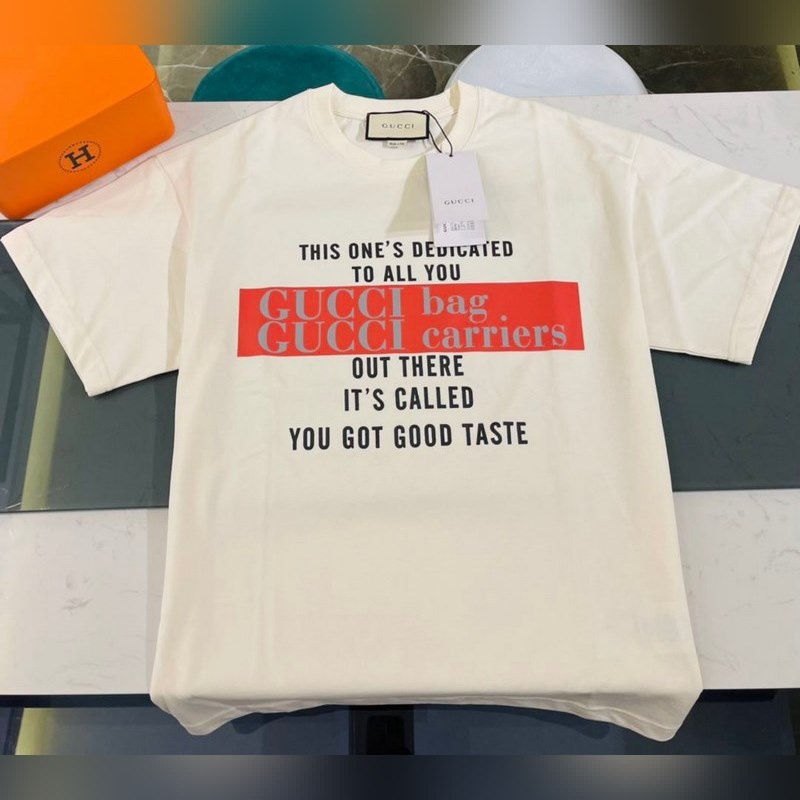 H
GUCCI
GUCCI
THIS ONE'S DEDICATED
TO ALL YOU
GUCCI bag
GUCCI carriers
OUT THERE
IT'S CALLED
YOU GOT GOOD TASTE